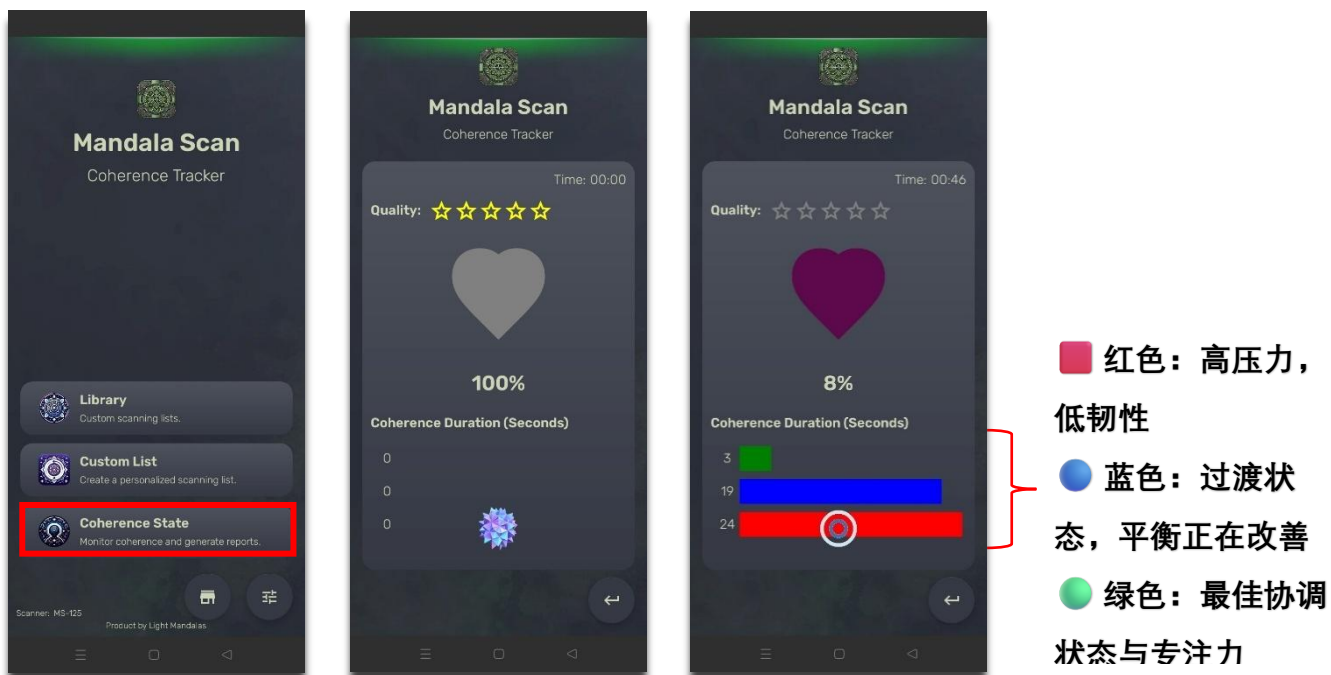 Mandala Scan
Coherence Tracker
Library
Custom scanning lists.
Custom List
Create a personalized scanning list.
Coherence State
Monitor coherence and generate reports.
Scanner: MS-125
Product by Light Mandalas
Mandala Scan
Coherence Tracker
Time: 00:00
Quality:
100%
Coherence Duration (Seconds)
0
0
0
Mandala Scan
Coherence Tracker
Time: 00:46
Quality:
8%
Coherence Duration (Seconds)
3
19
24
红色：高压力，
低韧性
蓝色：过渡状
态，平衡正在改善
绿色：最佳协调
状态与专注力